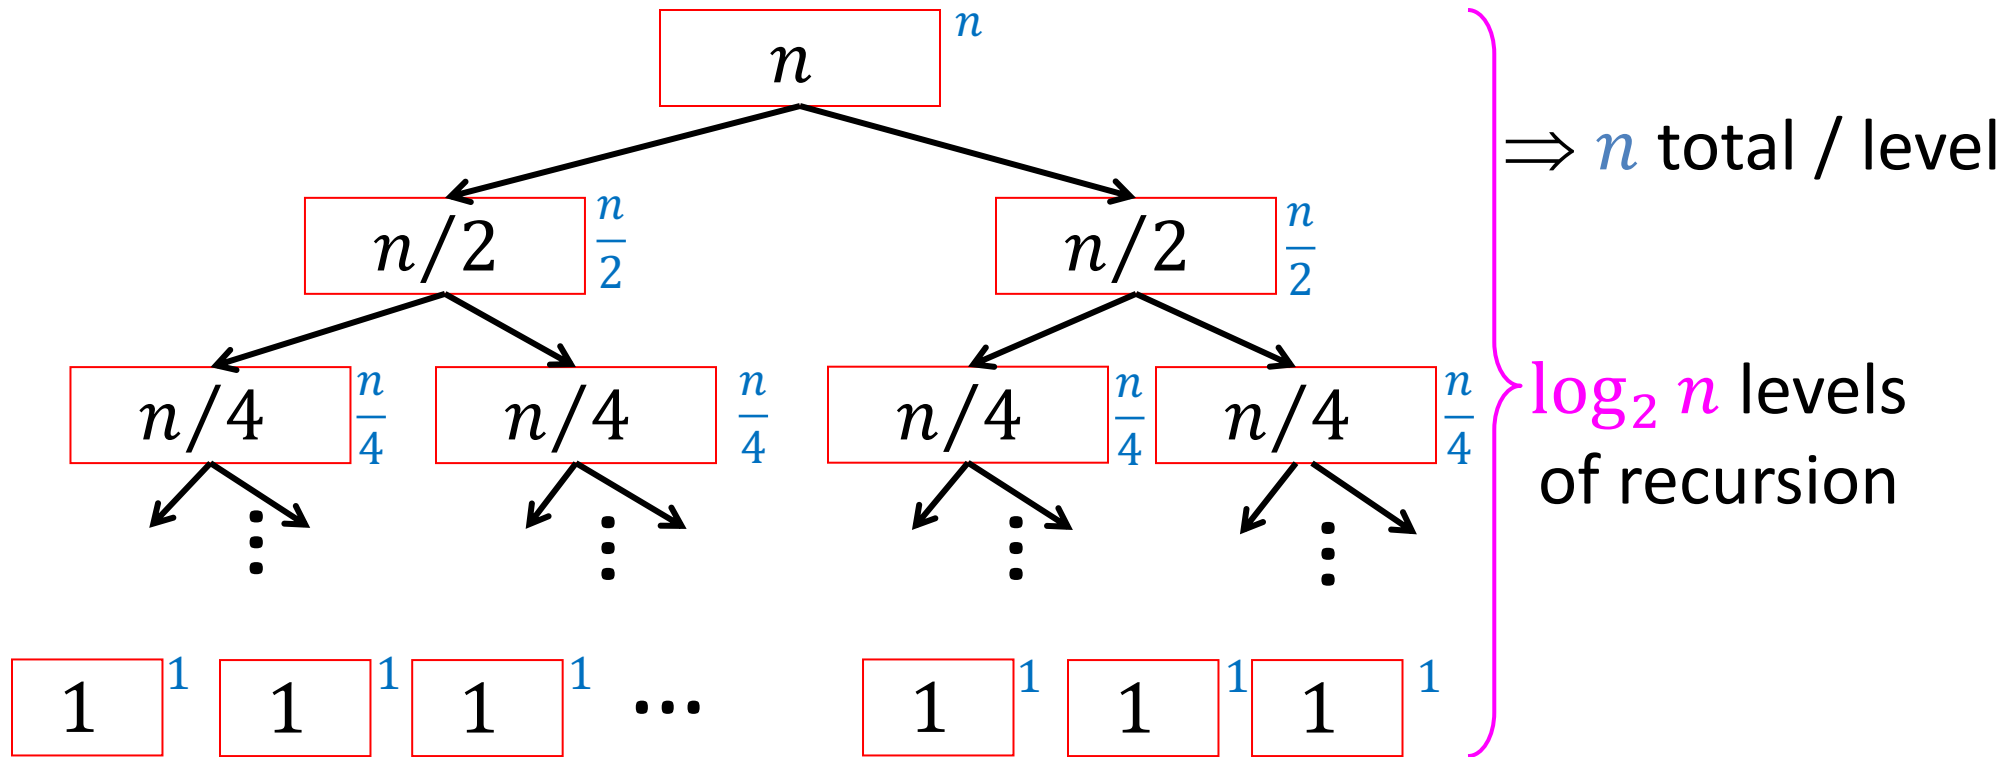 n n
⇒ n total / level
n/2 n/2 n/2 n/2
n/4 n/4 n/4 n/4 n/4 n/4 n/4 n/4
log₂ n levels
of recursion
⋮ ⋮ ⋮ ⋮
1 1 1 1 1 1 ⋯ 1 1 1 1 1 1